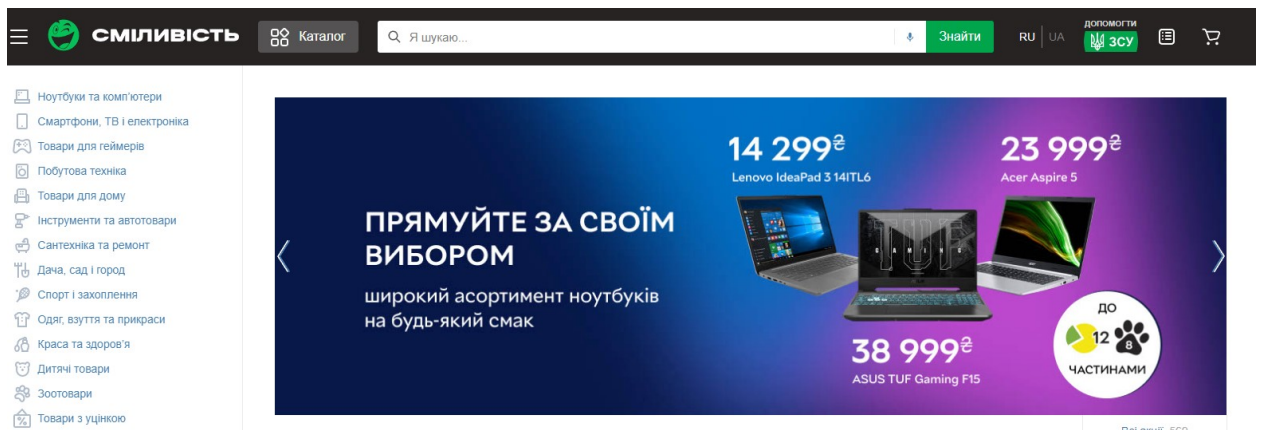 СМІЛИВІСТЬ
Каталог
Я шукаю...
Знайти
RU | UA
ДОПОМОГТИ
ЗСУ
Ноутбуки та комп'ютери
Смартфони, ТВ і електроніка
Товари для геймерів
Побутова техніка
Товари для дому
Інструменти та автотовари
Сантехніка та ремонт
Дача, сад і город
Спорт і захоплення
Одяг, взуття та прикраси
Краса та здоров'я
Дитячі товари
Зоотовари
Товари з уцінкою
ПРЯМУЙТЕ ЗА СВОЇМ
ВИБОРОМ
широкий асортимент ноутбуків
на будь-який смак
14 299₴
Lenovo IdeaPad 3 14ITL6
23 999₴
Acer Aspire 5
TUF
GAMING
38 999₴
ASUS TUF Gaming F15
ДО
12 8
ЧАСТИНАМИ